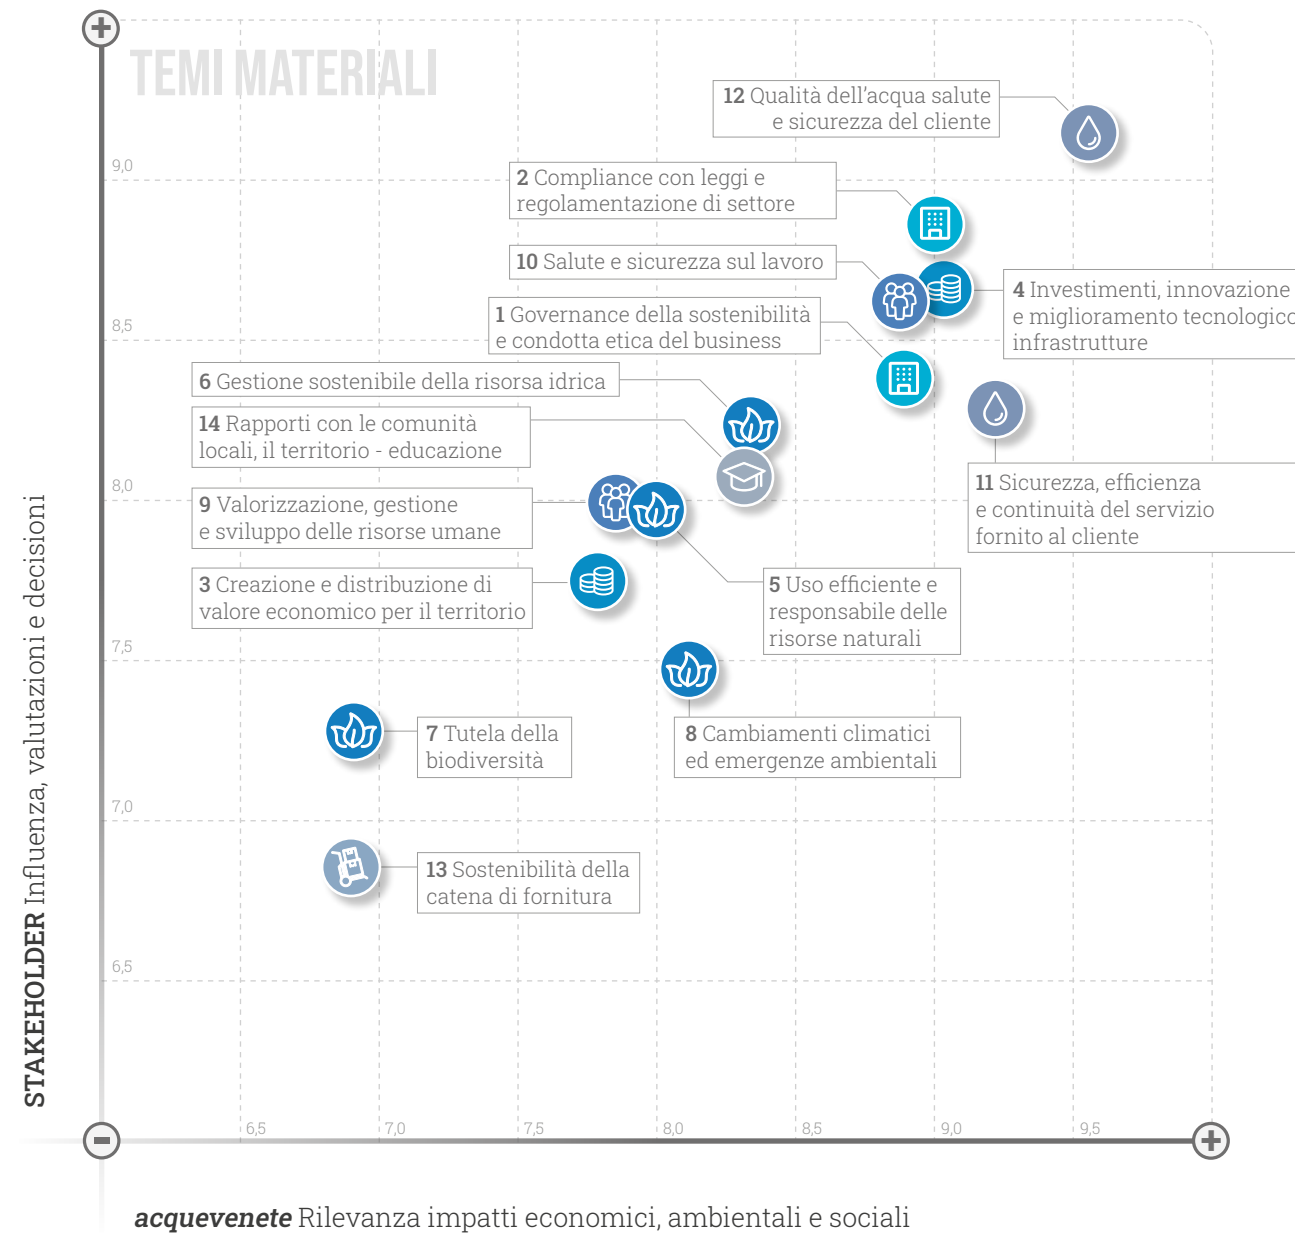 TEMI MATERIALI
12 Qualità dell'acqua salute
e sicurezza del cliente
9,0
2 Compliance con leggi e
regolamentazione di settore
10 Salute e sicurezza sul lavoro
4 Investimenti, innovazione
e miglioramento tecnologico
infrastrutture
1 Governance della sostenibilità
e condotta etica del business
8,5
6 Gestione sostenibile della risorsa idrica
14 Rapporti con le comunità
locali, il territorio - educazione
11 Sicurezza, efficienza
e continuità del servizio
fornito al cliente
8,0
9 Valorizzazione, gestione
e sviluppo delle risorse umane
3 Creazione e distribuzione di
valore economico per il territorio
5 Uso efficiente e
responsabile delle
risorse naturali
7,5
7 Tutela della
biodiversità
8 Cambiamenti climatici
ed emergenze ambientali
7,0
13 Sostenibilità della
catena di fornitura
6,5
STAKEHOLDER Influenza, valutazioni e decisioni
6,5 7,0 7,5 8,0 8,5 9,0 9,5
acquevenete Rilevanza impatti economici, ambientali e sociali